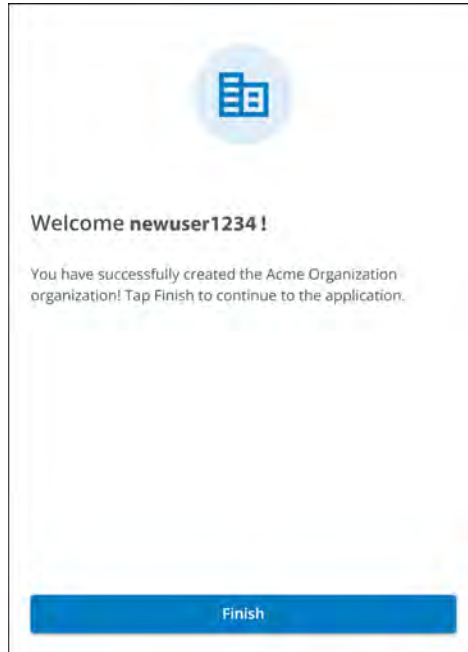 Welcome newuser1234!
You have successfully created the Acme Organization
organization! Tap Finish to continue to the application.
Finish